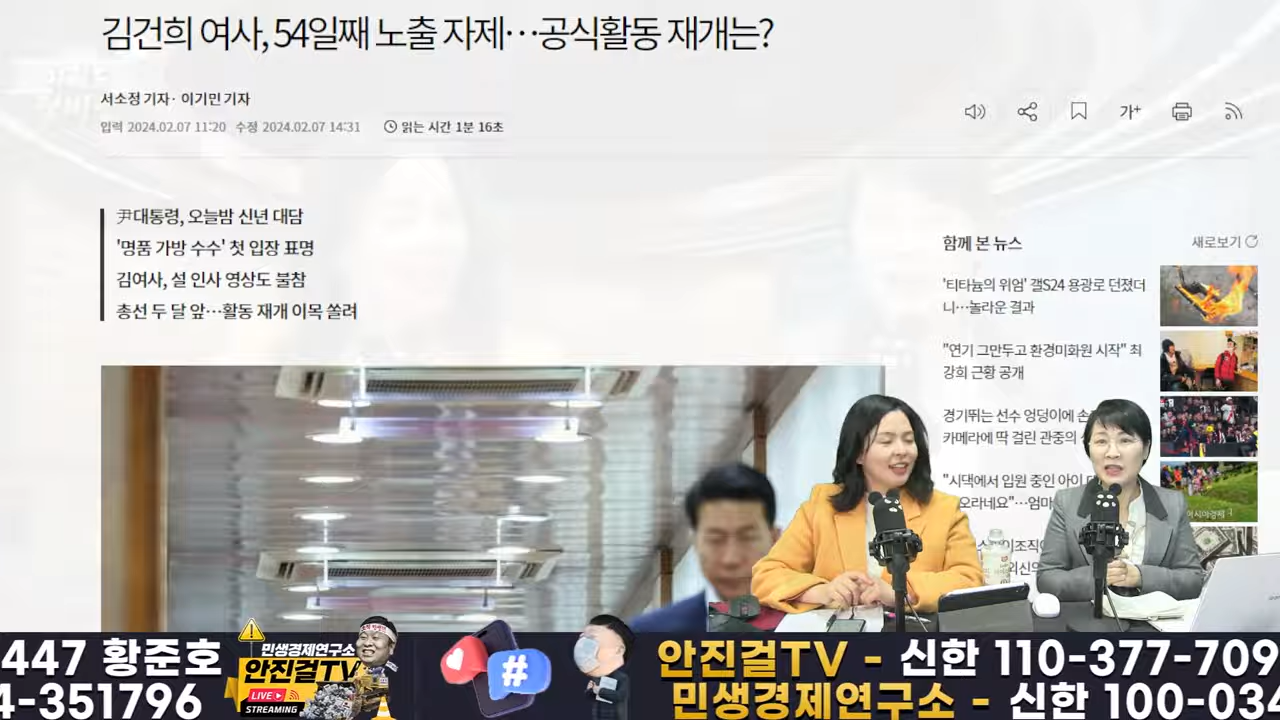 김건희 여사, 54일째 노출 자제…공식활동 재개는?
서소정 기자· 이기민 기자
입력 2024.02.07 11:20 수정 2024.02.07 14:31 읽는 시간 1분 16초
가+
尹대통령, 오늘밤 신년 대담
'명품 가방 수수' 첫 입장 표명
김여사, 설 인사 영상도 불참
총선 두 달 앞…활동 재개 이목 쏠려
함께 본 뉴스
새로보기
'티타늄의 위엄' 갤S24 용광로 던졌더
니…놀라운 결과
"연기 그만두고 환경미화원 시작" 최
강희 근황 공개
경기뛰는 선수 엉덩이에
카메라에 딱 걸린 관중의
"시댁에서 입원 중인 아이
오라네요"…엄마
아시아경제
447 황준호
4-351796
민생경제연구소
안진걸TV
LIVE
STREAMING
#
안진걸TV - 신한 110-377-709
민생경제연구소 - 신한 100-034